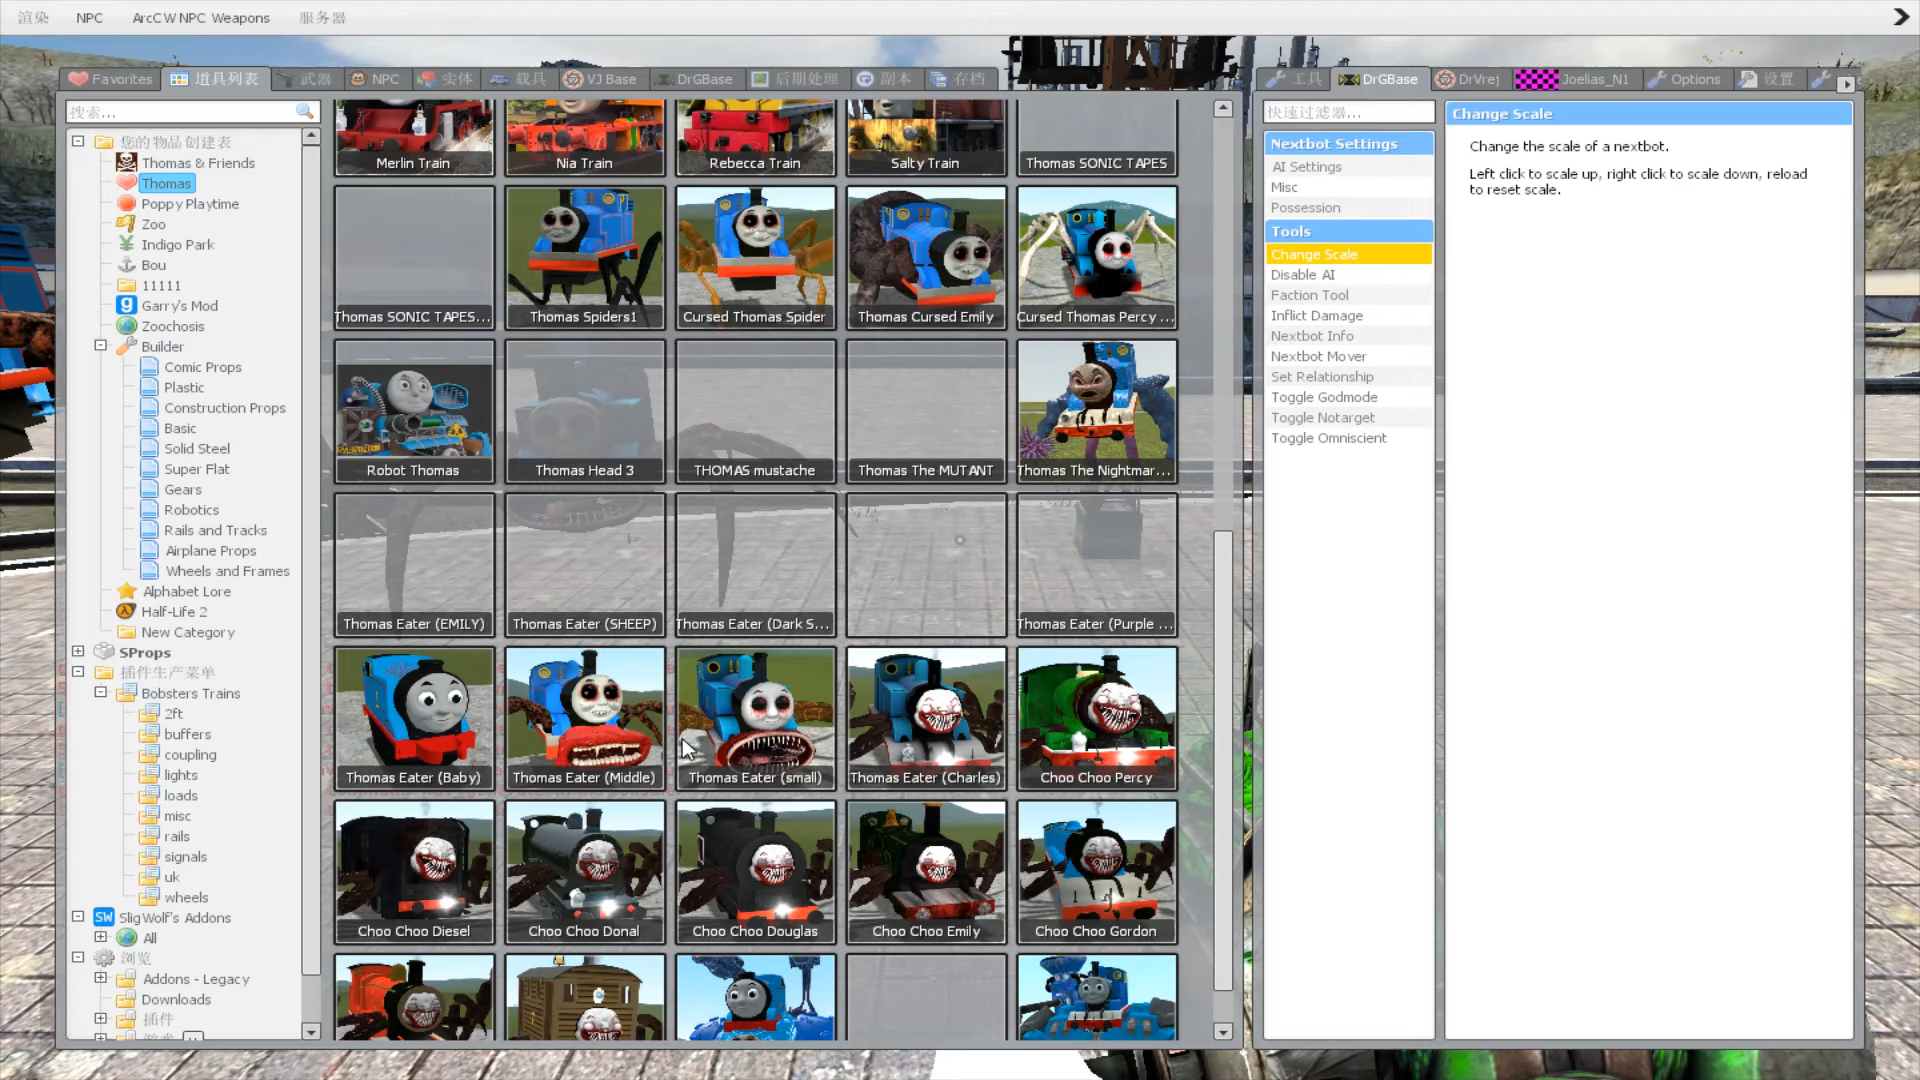 渲染 NPC ArcCW NPC Weapons 服务器
Favorites 道具列表 武器 NPC 实体 载具 VJ Base DrGBase 后期处理 副本 存档
搜索...
您的物品创建表
Thomas & Friends
Thomas
Poppy Playtime
Zoo
Indigo Park
Bou
11111
Garry's Mod
Zoochosis
Builder
Comic Props
Plastic
Construction Props
Basic
Solid Steel
Super Flat
Gears
Robotics
Rails and Tracks
Airplane Props
Wheels and Frames
Alphabet Lore
Half-Life 2
New Category
SProps
插件生产菜单
Bobsters Trains
2ft
buffers
coupling
lights
loads
misc
rails
signals
uk
wheels
SW SligWolf's Addons
All
浏览
Addons - Legacy
Downloads
插件
Merlin Train Nia Train Rebecca Train Salty Train Thomas SONIC TAPES
Thomas SONIC TAPES... Thomas Spiders1 Cursed Thomas Spider Thomas Cursed Emily Cursed Thomas Percy ...
Robot Thomas Thomas Head 3 THOMAS mustache Thomas The MUTANT Thomas The Nightmar...
Thomas Eater (EMILY) Thomas Eater (SHEEP) Thomas Eater (Dark S... Thomas Eater (Purple ...
Thomas Eater (Baby) Thomas Eater (Middle) Thomas Eater (small) Thomas Eater (Charles) Choo Choo Percy
Choo Choo Diesel Choo Choo Donal Choo Choo Douglas Choo Choo Emily Choo Choo Gordon
工具 DrGBase DrVrej Joelias_N1 Options 设置
快速过滤器...
Nextbot Settings
AI Settings
Misc
Possession
Tools
Change Scale
Disable AI
Faction Tool
Inflict Damage
Nextbot Info
Nextbot Mover
Set Relationship
Toggle Godmode
Toggle Notarget
Toggle Omniscient
Change Scale
Change the scale of a nextbot.
Left click to scale up, right click to scale down, reload
to reset scale.